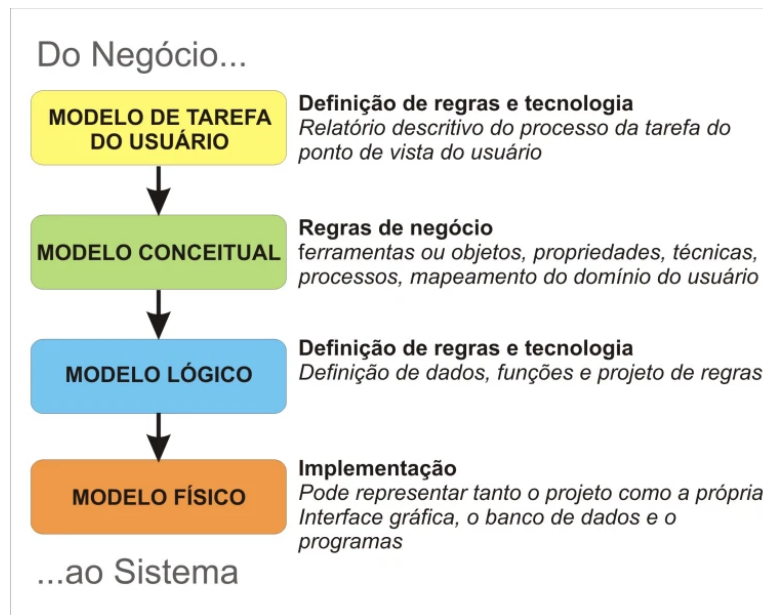 Do Negócio...
MODELO DE TAREFA
DO USUÁRIO
Definição de regras e tecnologia
Relatório descritivo do processo da tarefa do
ponto de vista do usuário
MODELO CONCEITUAL
Regras de negócio
ferramentas ou objetos, propriedades, técnicas,
processos, mapeamento do domínio do usuário
MODELO LÓGICO
Definição de regras e tecnologia
Definição de dados, funções e projeto de regras
MODELO FÍSICO
Implementação
Pode representar tanto o projeto como a própria
Interface gráfica, o banco de dados e o
programas
...ao Sistema